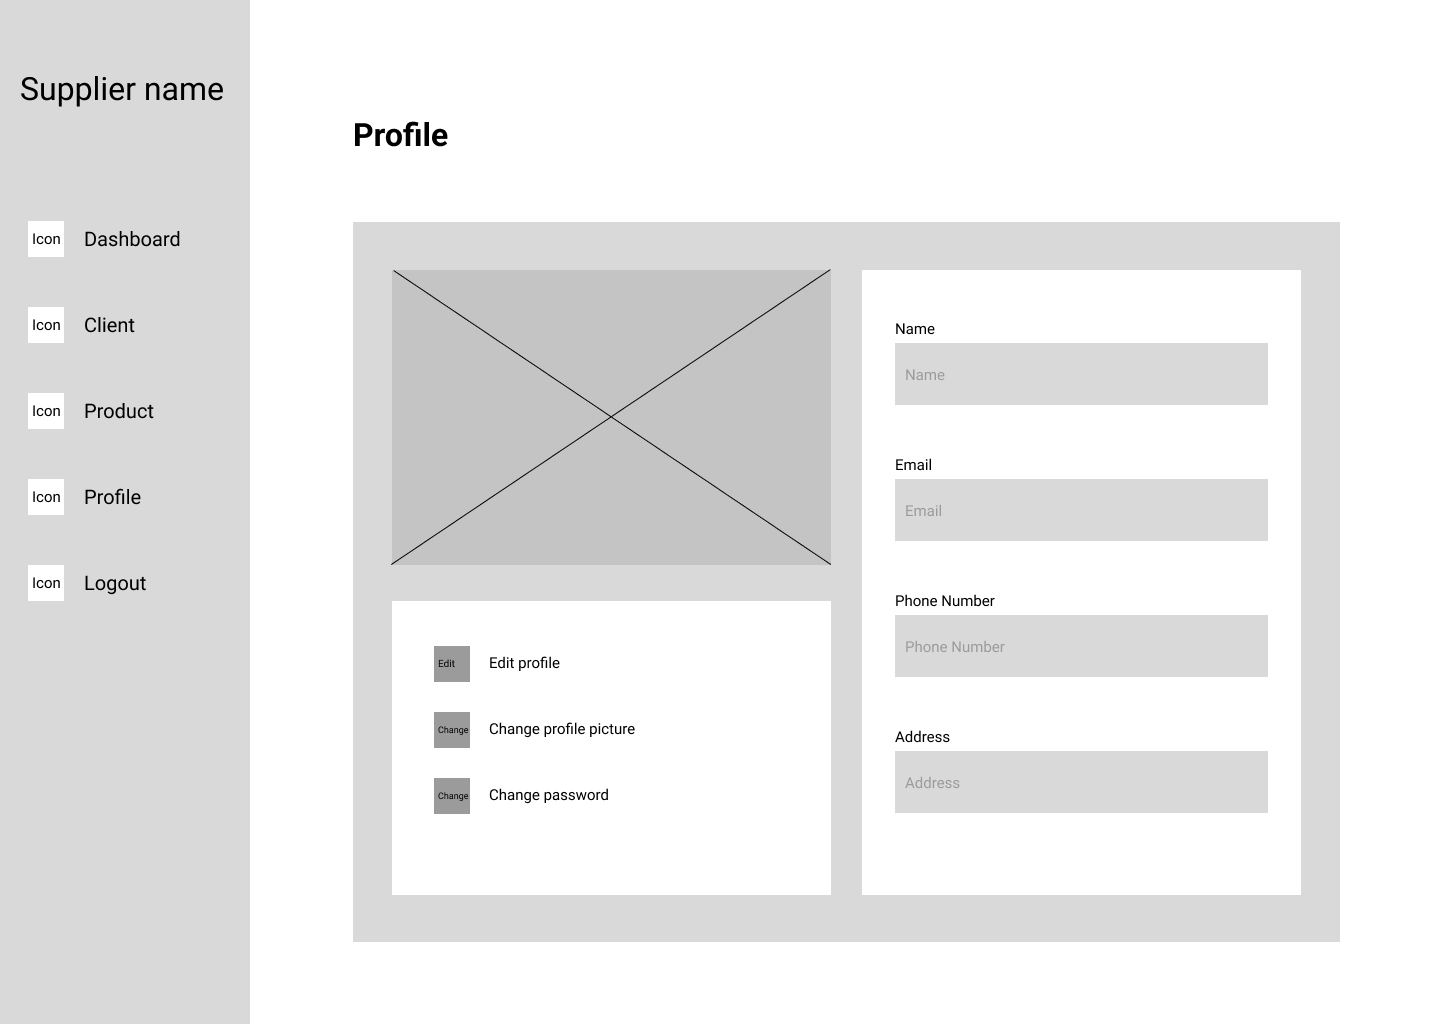 Supplier name
Icon Dashboard
Icon Client
Icon Product
Icon Profile
Icon Logout
Profile
Edit Edit profile
Change Change profile picture
Change Change password
Name
Name
Email
Email
Phone Number
Phone Number
Address
Address